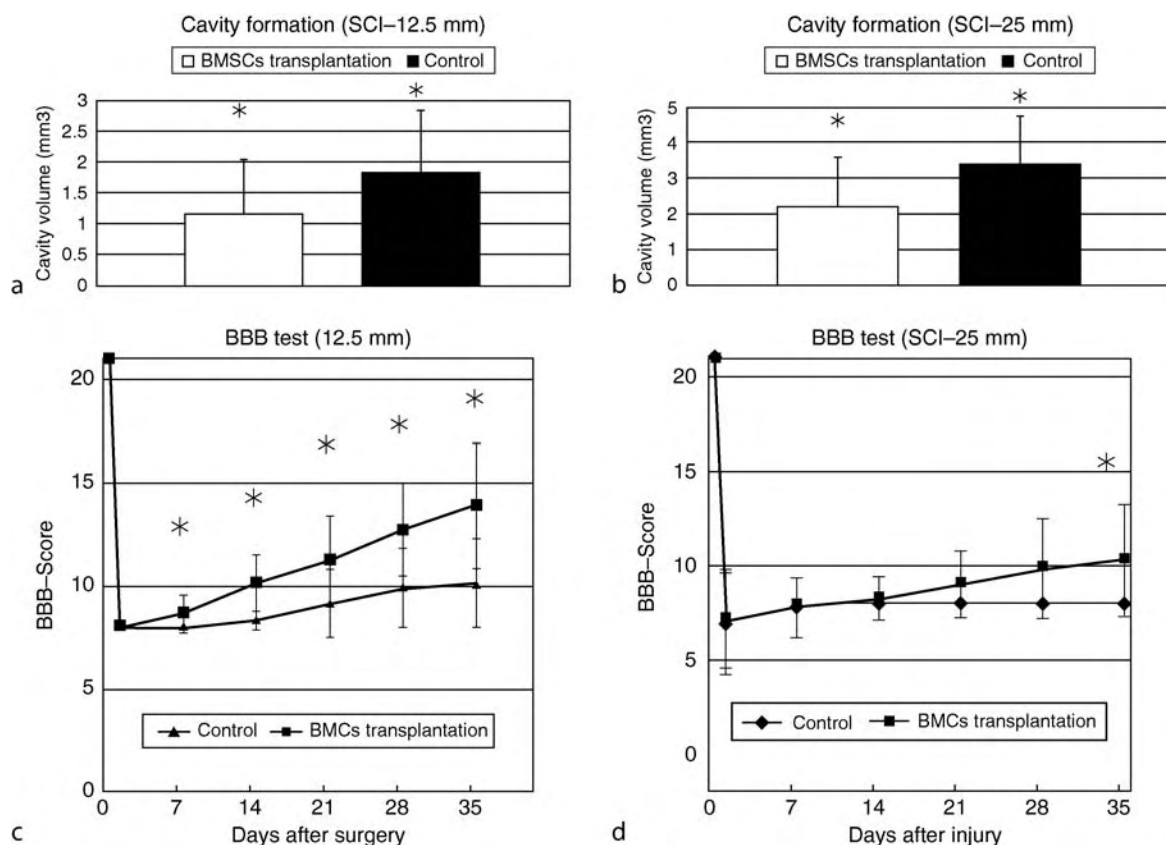 Cavity formation (SCI–12.5 mm)
BMSCs transplantation Control
Cavity volume (mm3)
3
2.5
2
1.5
1
0.5
0
* *
a
Cavity formation (SCI–25 mm)
BMSCs transplantation Control
Cavity volume (mm3)
5
4
3
2
1
0
* *
b
BBB test (12.5 mm)
BBB–Score
20
15
10
5
0
* * * * *
Control BMCs transplantation
0 7 14 21 28 35
Days after surgery
c
BBB test (SCI–25 mm)
BBB–Score
20
15
10
5
0
*
Control BMCs transplantation
0 7 14 21 28 35
Days after injury
d